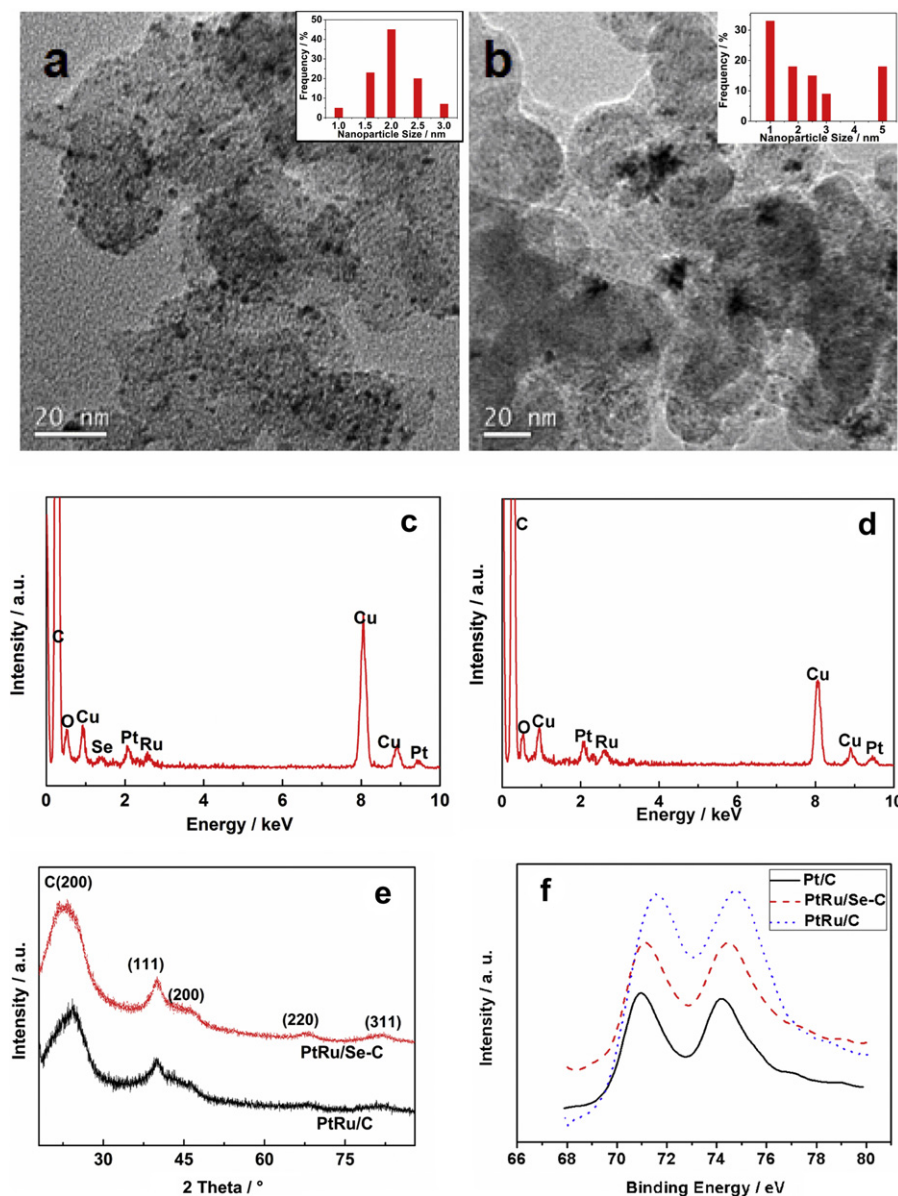 a
50
40
30
20
10
0
Frequency / %
1.0 1.5 2.0 2.5 3.0
Nanoparticle Size / nm
20 nm
b
30
20
10
0
Frequency / %
1 2 3 4 5
Nanoparticle Size / nm
20 nm
c
Intensity / a.u.
C
O
Cu
Se
Pt
Ru
Cu
Cu
Pt
0 2 4 6 8 10
Energy / keV
d
Intensity / a.u.
C
O
Cu
Pt
Ru
Cu
Cu
Pt
0 2 4 6 8 10
Energy / keV
e
Intensity / a.u.
C(200)
(111)
(200)
(220)
(311)
PtRu/Se-C
PtRu/C
30 45 60 75
2 Theta / °
f
Intensity / a. u.
Pt/C
PtRu/Se-C
PtRu/C
66 68 70 72 74 76 78 80
Binding Energy / eV